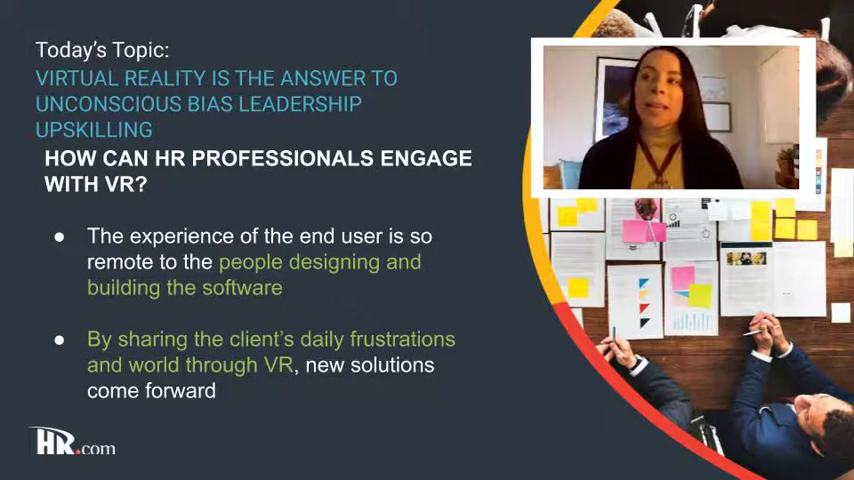 Today's Topic:
VIRTUAL REALITY IS THE ANSWER TO
UNCONSCIOUS BIAS LEADERSHIP
UPSKILLING
HOW CAN HR PROFESSIONALS ENGAGE
WITH VR?
● The experience of the end user is so
remote to the people designing and
building the software
● By sharing the client's daily frustrations
and world through VR, new solutions
come forward
HR.com